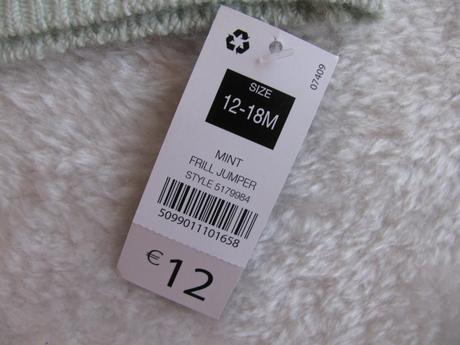 07409
SIZE
12-18M
MINT
FRILL JUMPER
STYLE 5179984
5099011101658
€12